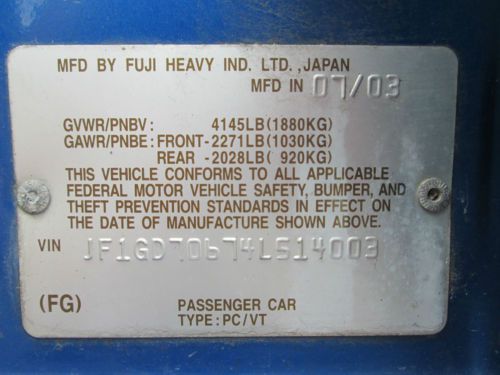 MFD BY FUJI HEAVY IND. LTD., JAPAN
MFD IN 07/03
GVWR/PNBV: 4145LB(1880KG)
GAWR/PNBE: FRONT-2271LB(1030KG)
REAR -2028LB( 920KG)
THIS VEHICLE CONFORMS TO ALL APPLICABLE
FEDERAL MOTOR VEHICLE SAFETY, BUMPER, AND
THEFT PREVENTION STANDARDS IN EFFECT ON
THE DATE OF MANUFACTURE SHOWN ABOVE.
VIN JF1GD70674L514003
(FG) PASSENGER CAR
TYPE:PC/VT